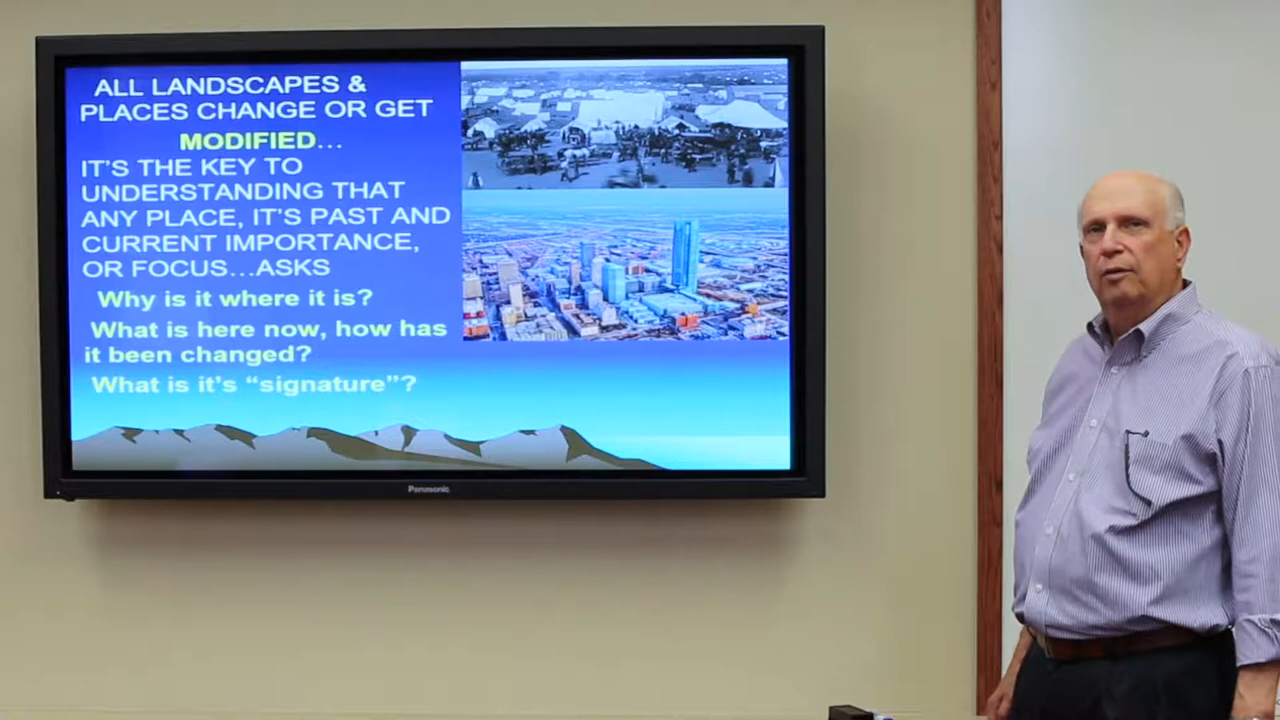 ALL LANDSCAPES &
PLACES CHANGE OR GET
MODIFIED...
IT'S THE KEY TO
UNDERSTANDING THAT
ANY PLACE, IT'S PAST AND
CURRENT IMPORTANCE,
OR FOCUS...ASKS
Why is it where it is?
What is here now, how has
it been changed?
What is it's “signature”?
Panasonic